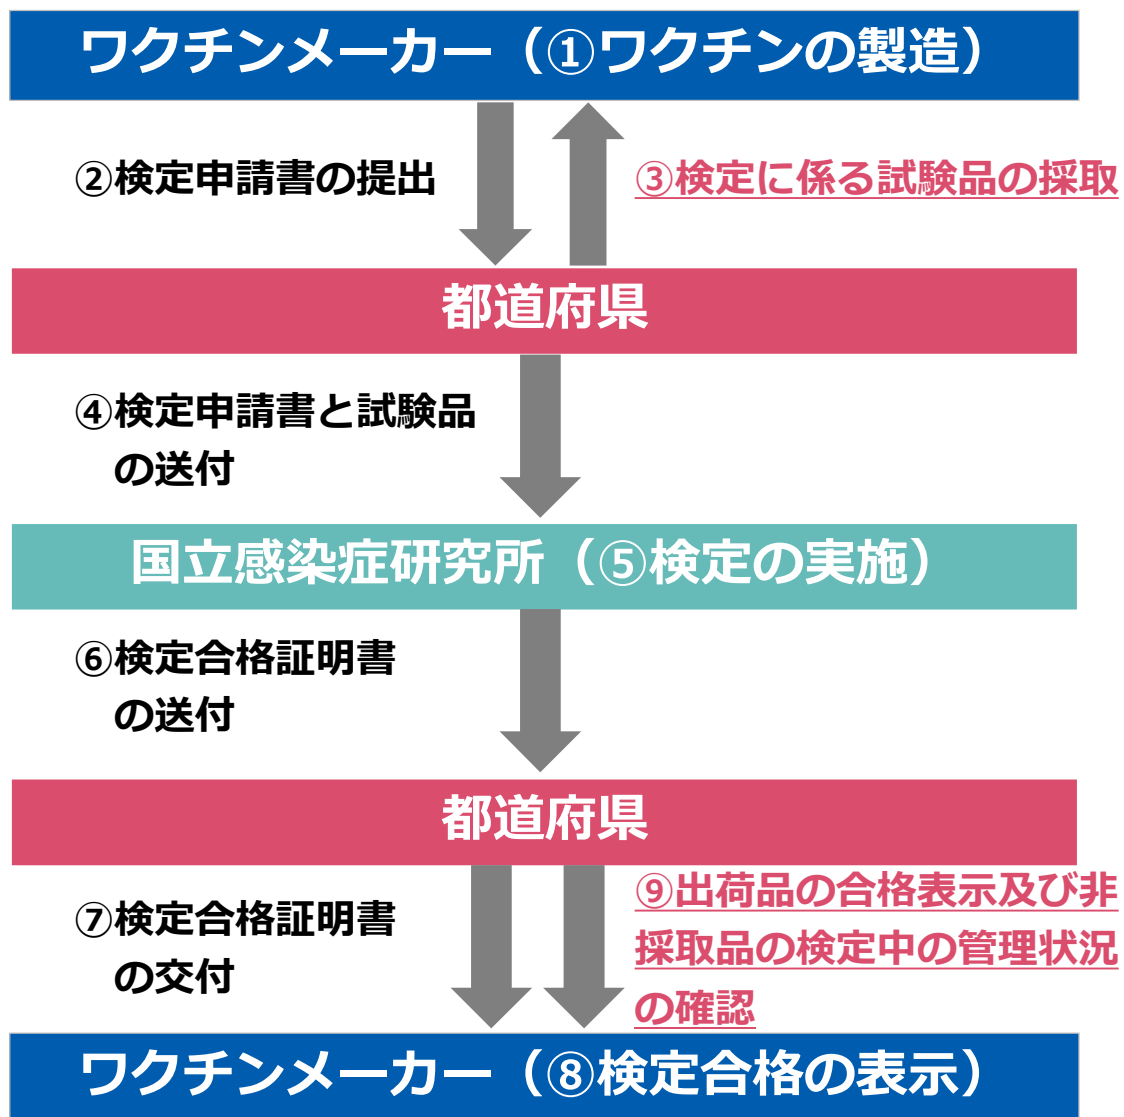 ワクチンメーカー（①ワクチンの製造）
②検定申請書の提出
③検定に係る試験品の採取
都道府県
④検定申請書と試験品
の送付
国立感染症研究所（⑤検定の実施）
⑥検定合格証明書
の送付
都道府県
⑦検定合格証明書
の交付
⑨出荷品の合格表示及び非
採取品の検定中の管理状況
の確認
ワクチンメーカー（⑧検定合格の表示）